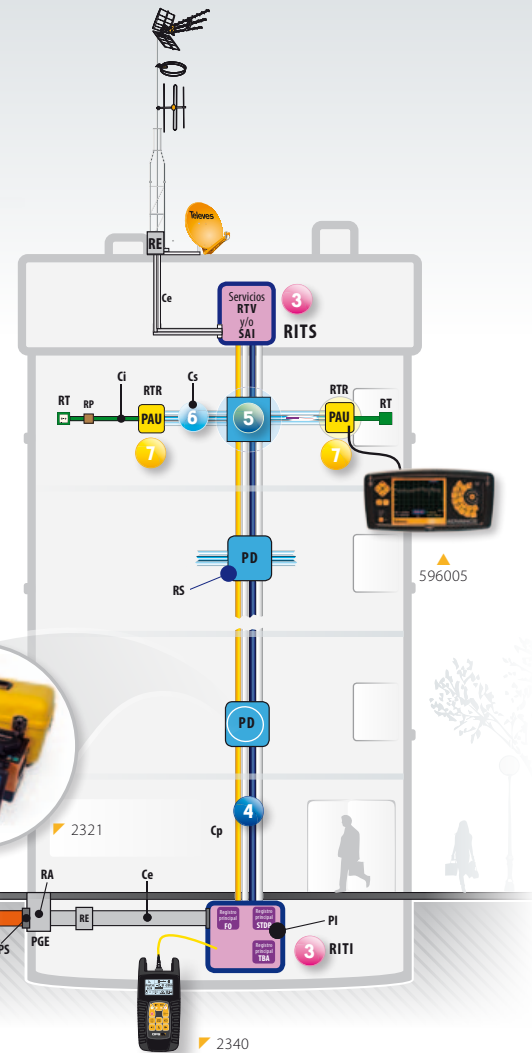 Televes
RE
Ce
Servicios
RTV
y/o
SAI
3
RITS
Ci
RTR
Cs
RTR
RT
RP
RT
PAU
6
5
PAU
7
7
596005
PD
RS
PD
2321
4
Cp
RA
Ce
RE
PS
PGE
Registro
principal
FO
Registro
principal
STDP
PI
Registro
principal
TBA
3
RITI
2340